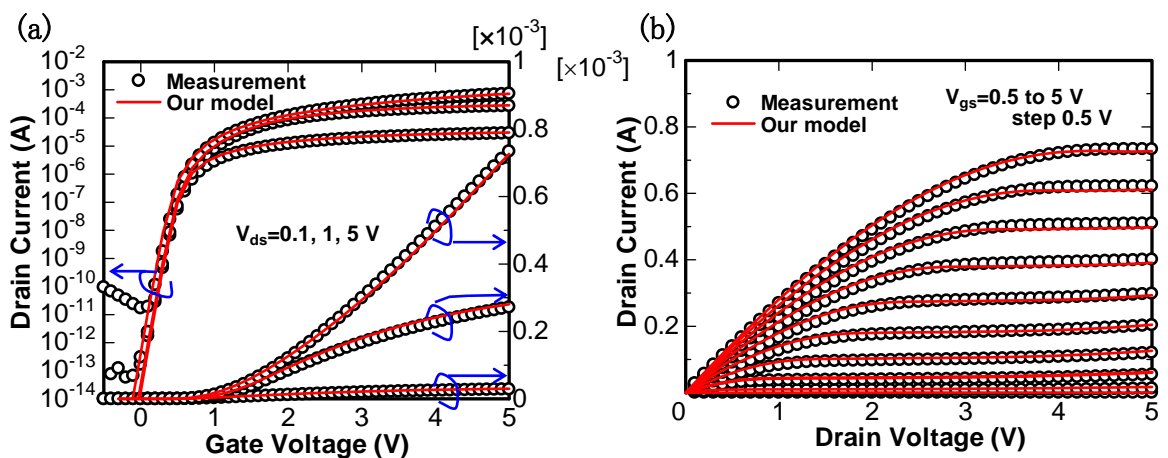 (a)
[×10⁻³]
Drain Current (A)
10⁻²
10⁻³
10⁻⁴
10⁻⁵
10⁻⁶
10⁻⁷
10⁻⁸
10⁻⁹
10⁻¹⁰
10⁻¹¹
10⁻¹²
10⁻¹³
10⁻¹⁴
Measurement
Our model
V_ds=0.1, 1, 5 V
1
0.8
0.6
0.4
0.2
0
0 1 2 3 4 5
Gate Voltage (V)
(b)
[×10⁻³]
Drain Current (A)
1
0.8
0.6
0.4
0.2
Measurement
Our model
V_gs=0.5 to 5 V
step 0.5 V
0 1 2 3 4 5
Drain Voltage (V)